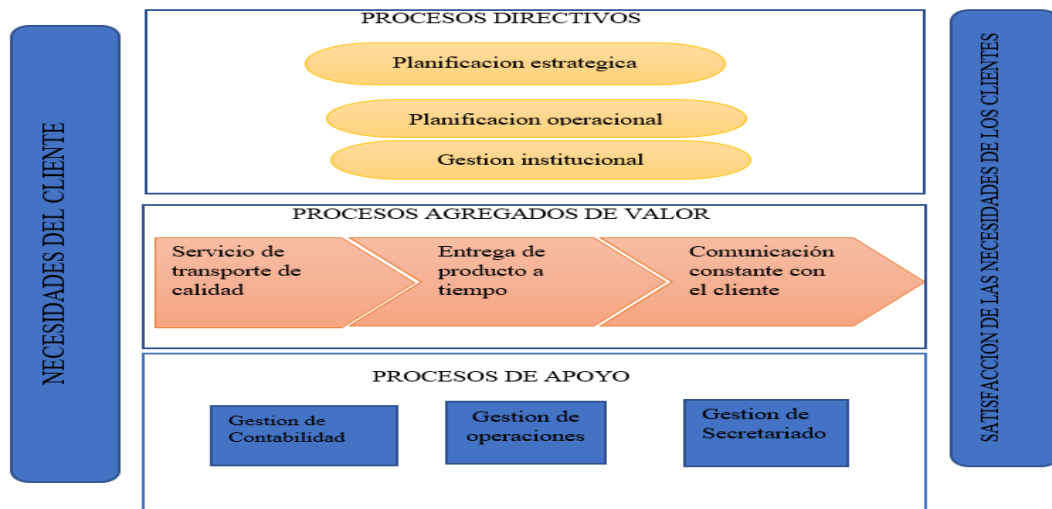 NECESIDADES DEL CLIENTE
PROCESOS DIRECTIVOS
Planificacion estrategica
Planificacion operacional
Gestion institucional
PROCESOS AGREGADOS DE VALOR
Servicio de
transporte de
calidad
Entrega de
producto a
tiempo
Comunicación
constante con
el cliente
PROCESOS DE APOYO
Gestion de
Contabilidad
Gestion de
operaciones
Gestion de
Secretariado
SATISFACCION DE LAS NECESIDADES DE LOS CLIENTES